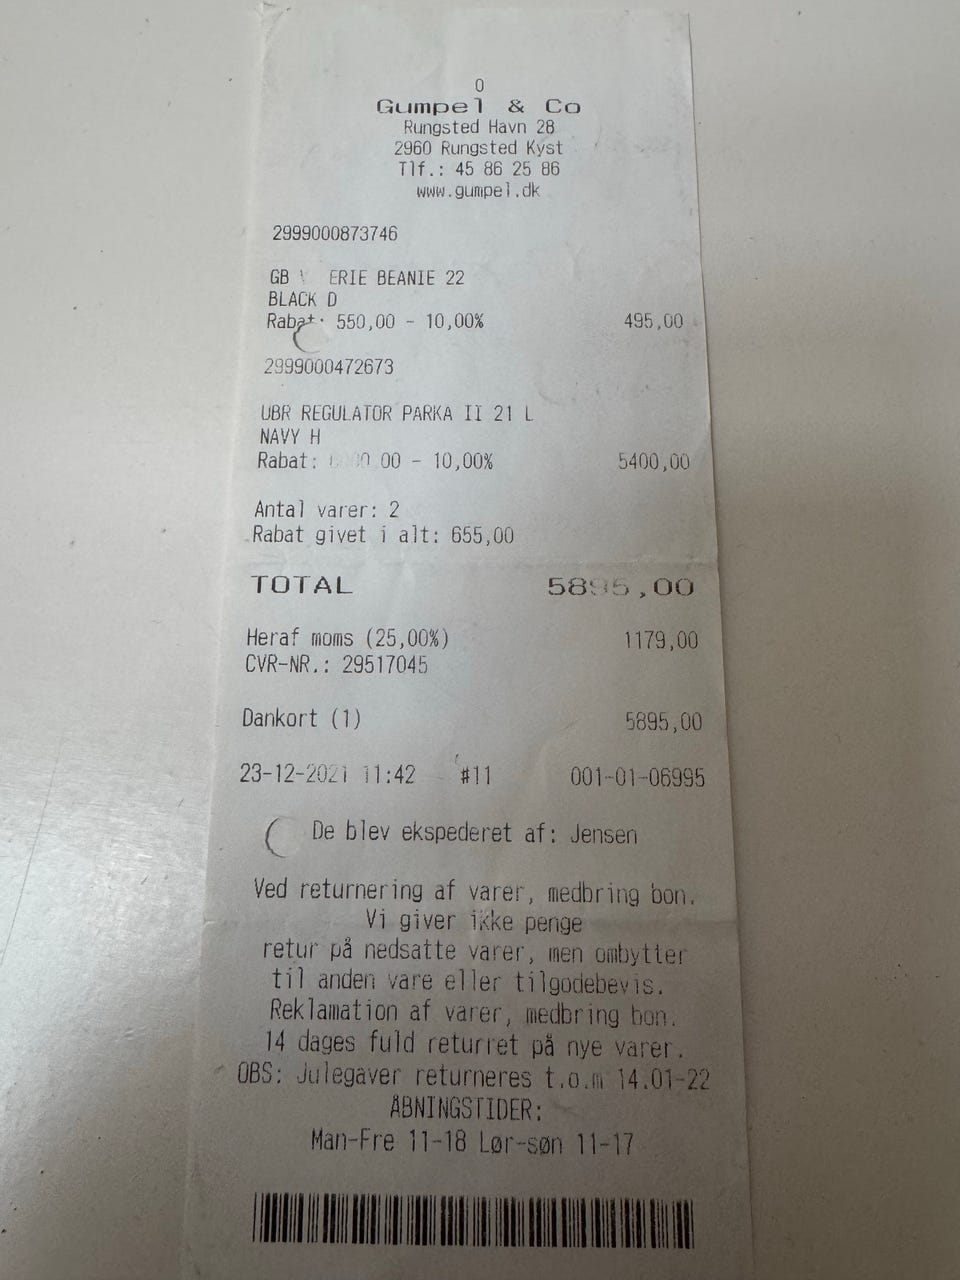 0
Gumpel & Co
Rungsted Havn 28
2960 Rungsted Kyst
Tlf.: 45 86 25 86
www.gumpel.dk
2999000873746
GB ERIE BEANIE 22
BLACK D
Rabat: 550,00 - 10,00% 495,00
2999000472673
UBR REGULATOR PARKA II 21 L
NAVY H
Rabat: 00 - 10,00% 5400,00
Antal varer: 2
Rabat givet i alt: 655,00
TOTAL 5895,00
Heraf moms (25,00%) 1179,00
CVR-NR.: 29517045
Dankort (1) 5895,00
23-12-2021 11:42 #11 001-01-06995
De blev ekspederet af: Jensen
Ved returnering af varer, medbring bon.
Vi giver ikke penge
retur på nedsatte varer, men ombytter
til anden vare eller tilgodebevis.
Reklamation af varer, medbring bon.
14 dages fuld returret på nye varer.
OBS: Julegaver returneres t.o.m 14.01-22
ÅBNINGSTIDER:
Man-Fre 11-18 Lør-søn 11-17